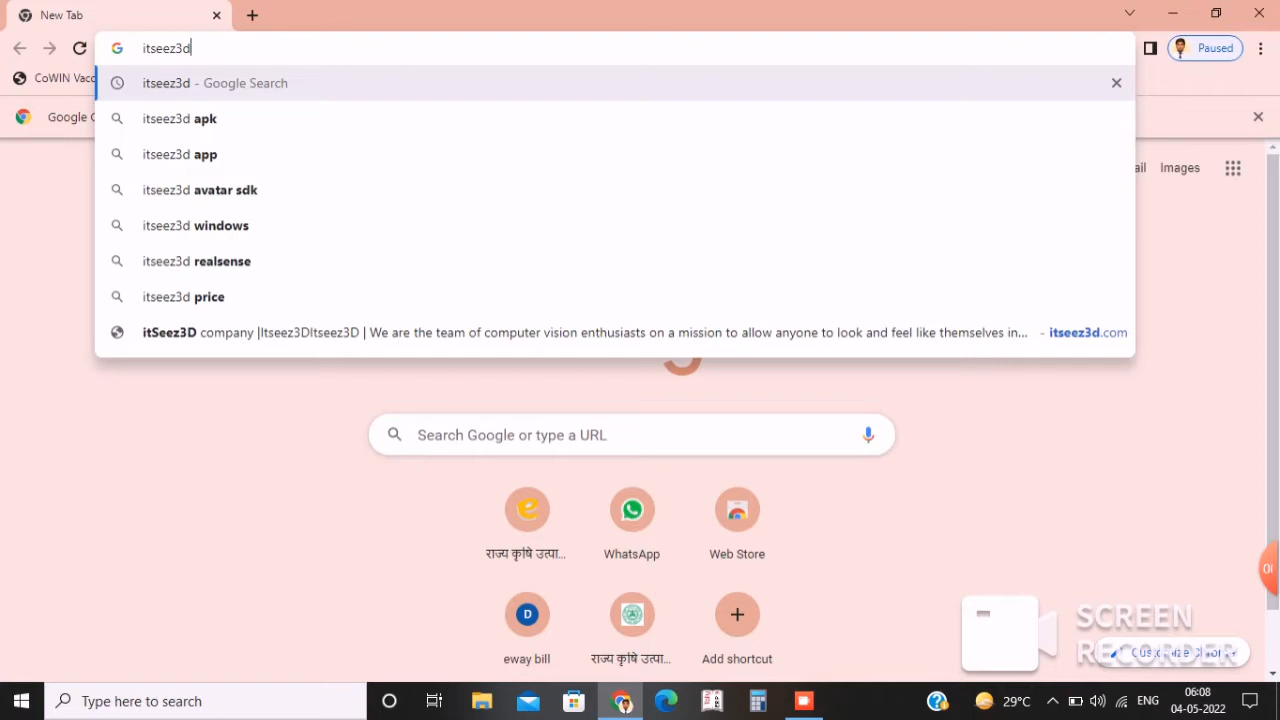 New Tab
itseez3d
Paused
CoWIN Vacc
itseez3d - Google Search
Google C
itseez3d apk
itseez3d app
ail Images
itseez3d avatar sdk
itseez3d windows
itseez3d realsense
itseez3d price
itSeez3D company |Itseez3DItseez3D | We are the team of computer vision enthusiasts on a mission to allow anyone to look and feel like themselves in... - itseez3d.com
Search Google or type a URL
राज्य कृषि उत्पा... WhatsApp Web Store
D
eway bill राज्य कृषि उत्पा... Add shortcut
SCREEN
RECORDER
Customize Chrome
Type here to search
29°C ENG 06:08
04-05-2022